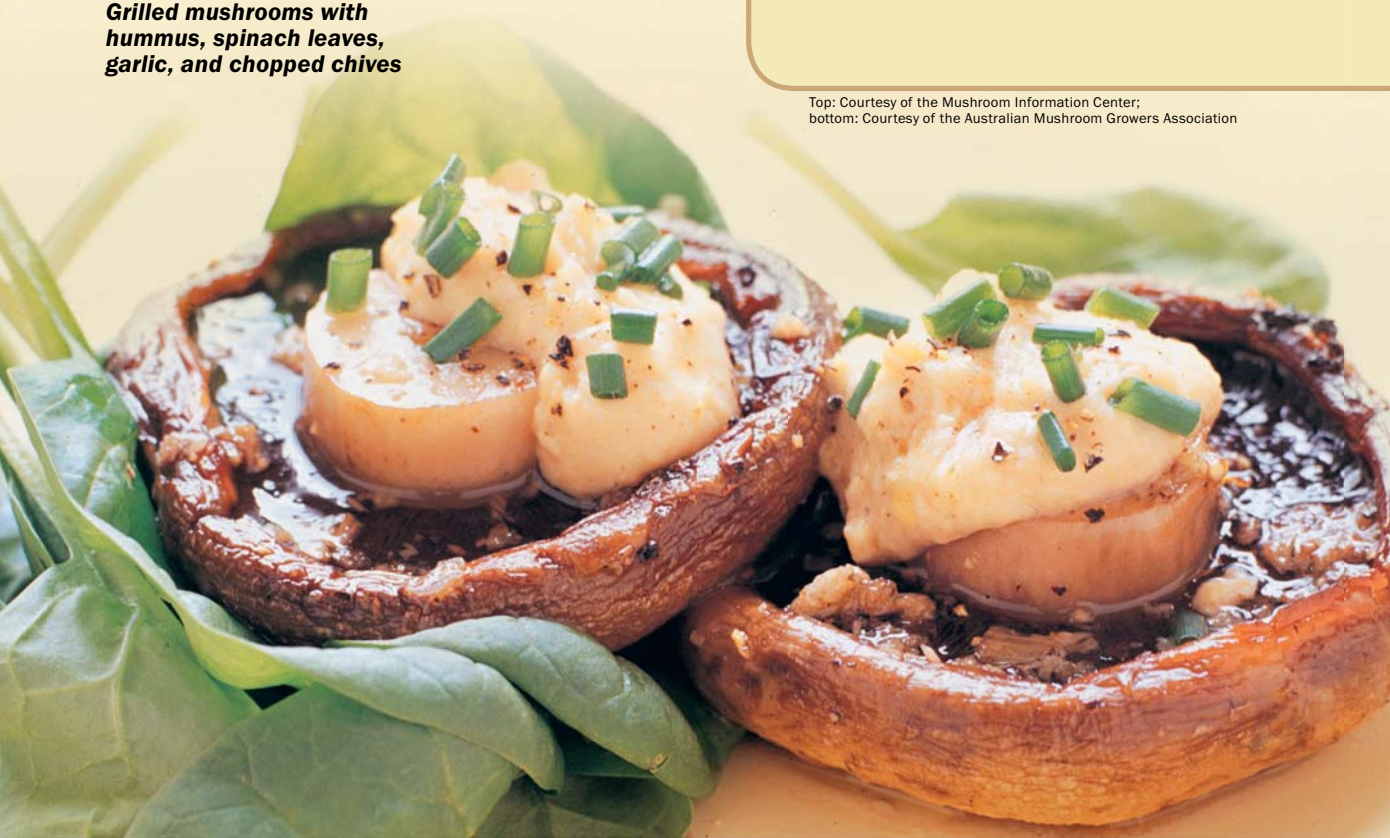 Grilled mushrooms with
hummus, spinach leaves,
garlic, and chopped chives
Top: Courtesy of the Mushroom Information Center;
bottom: Courtesy of the Australian Mushroom Growers Association